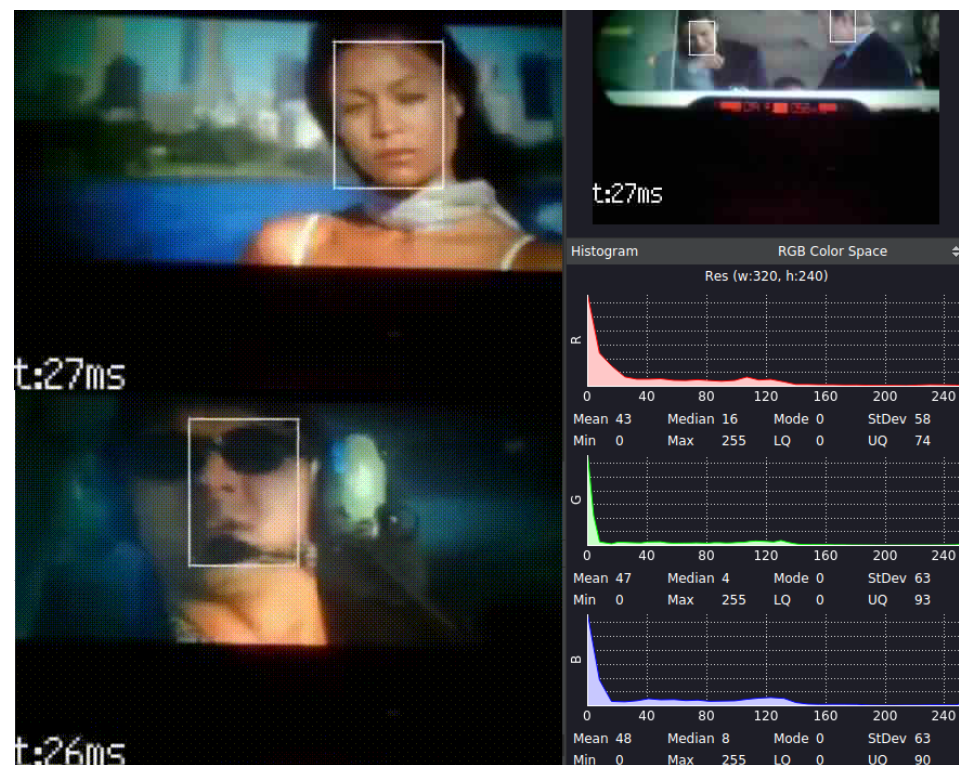 t:27ms
t:26ms
t:27ms
Histogram RGB Color Space
Res (w:320, h:240)
R
0 40 80 120 160 200 240
Mean 43 Median 16 Mode 0 StDev 58
Min 0 Max 255 LQ 0 UQ 74
G
0 40 80 120 160 200 240
Mean 47 Median 4 Mode 0 StDev 63
Min 0 Max 255 LQ 0 UQ 93
B
0 40 80 120 160 200 240
Mean 48 Median 8 Mode 0 StDev 63
Min 0 Max 255 LQ 0 UQ 90